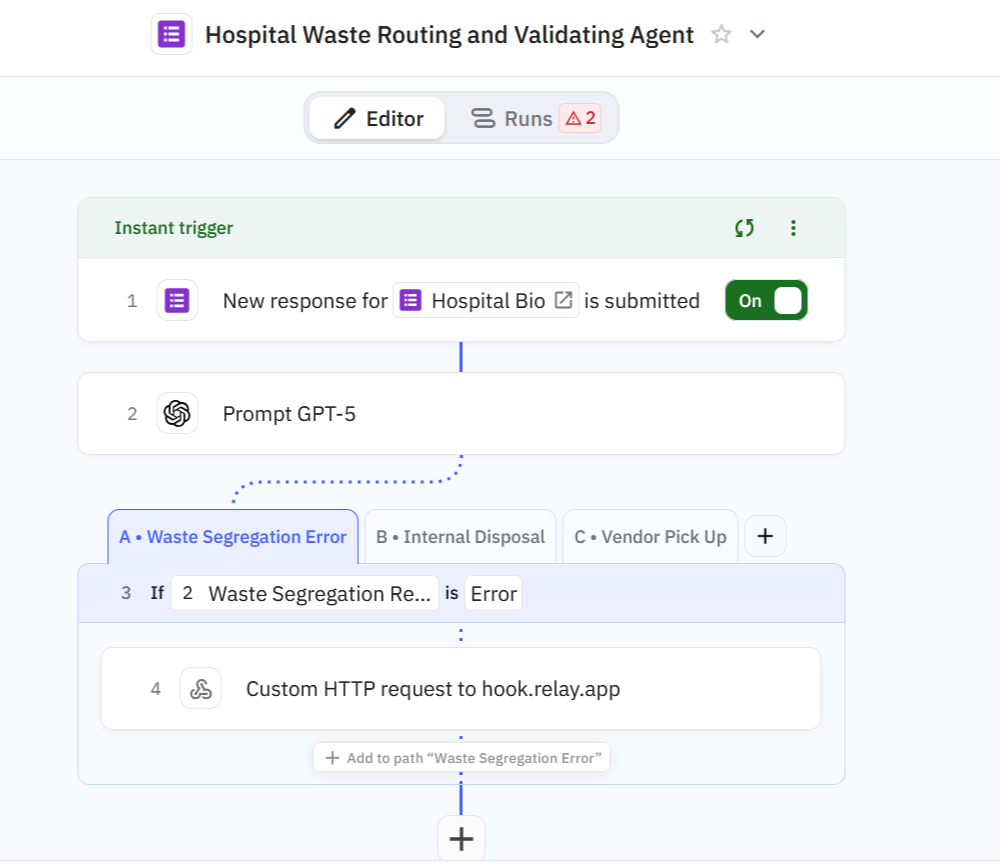 Hospital Waste Routing and Validating Agent
Editor Runs 2
Instant trigger
1 New response for Hospital Bio is submitted On
2 Prompt GPT-5
A • Waste Segregation Error B • Internal Disposal C • Vendor Pick Up +
3 If 2 Waste Segregation Re... is Error
4 Custom HTTP request to hook.relay.app
+ Add to path “Waste Segregation Error”
+